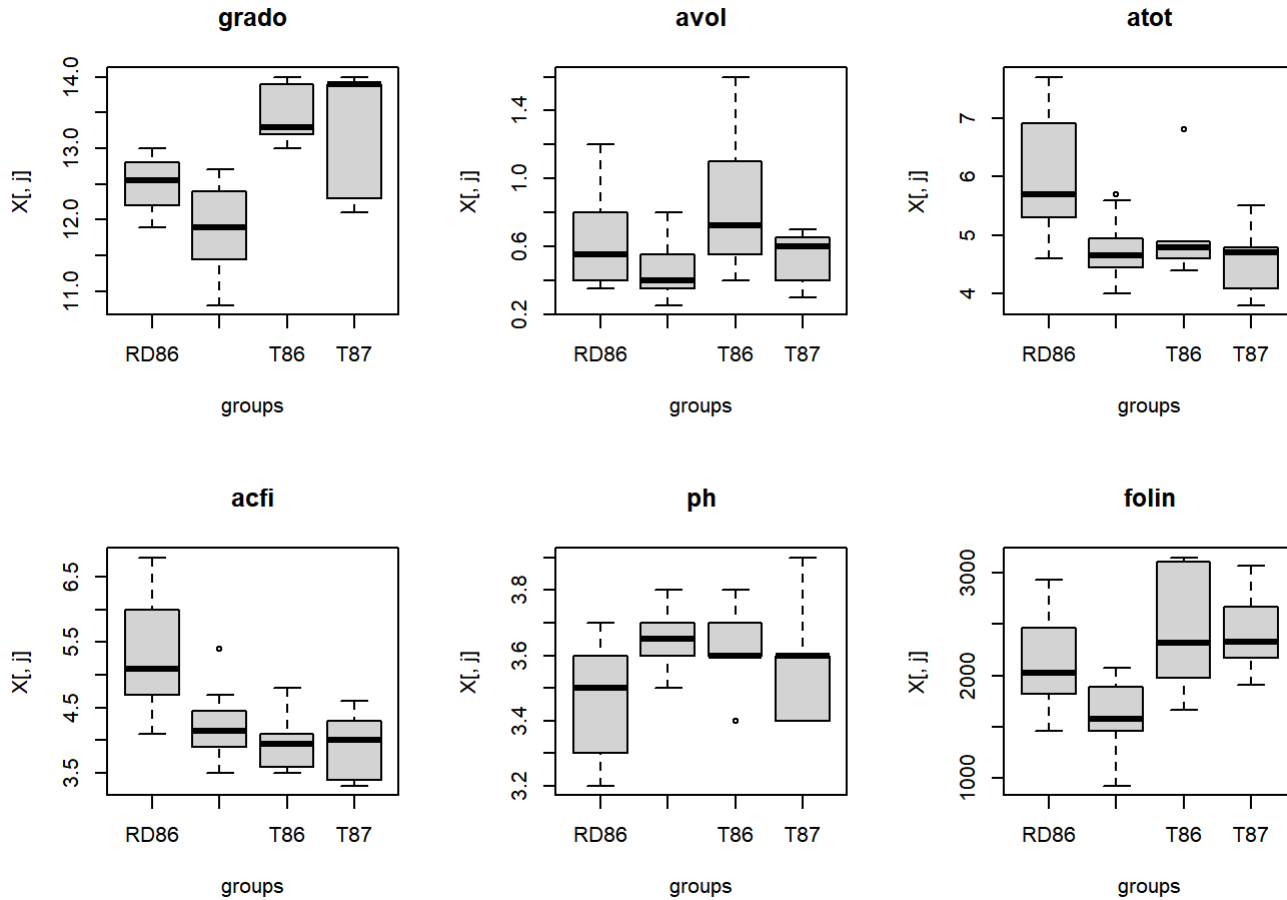 grado
X[, j]
11.0 12.0 13.0 14.0
RD86 T86 T87
groups
avol
X[, j]
0.2 0.6 1.0 1.4
RD86 T86 T87
groups
atot
X[, j]
4 5 6 7
RD86 T86 T87
groups
acfi
X[, j]
3.5 4.5 5.5 6.5
RD86 T86 T87
groups
ph
X[, j]
3.2 3.4 3.6 3.8
RD86 T86 T87
groups
folin
X[, j]
1000 2000 3000
RD86 T86 T87
groups